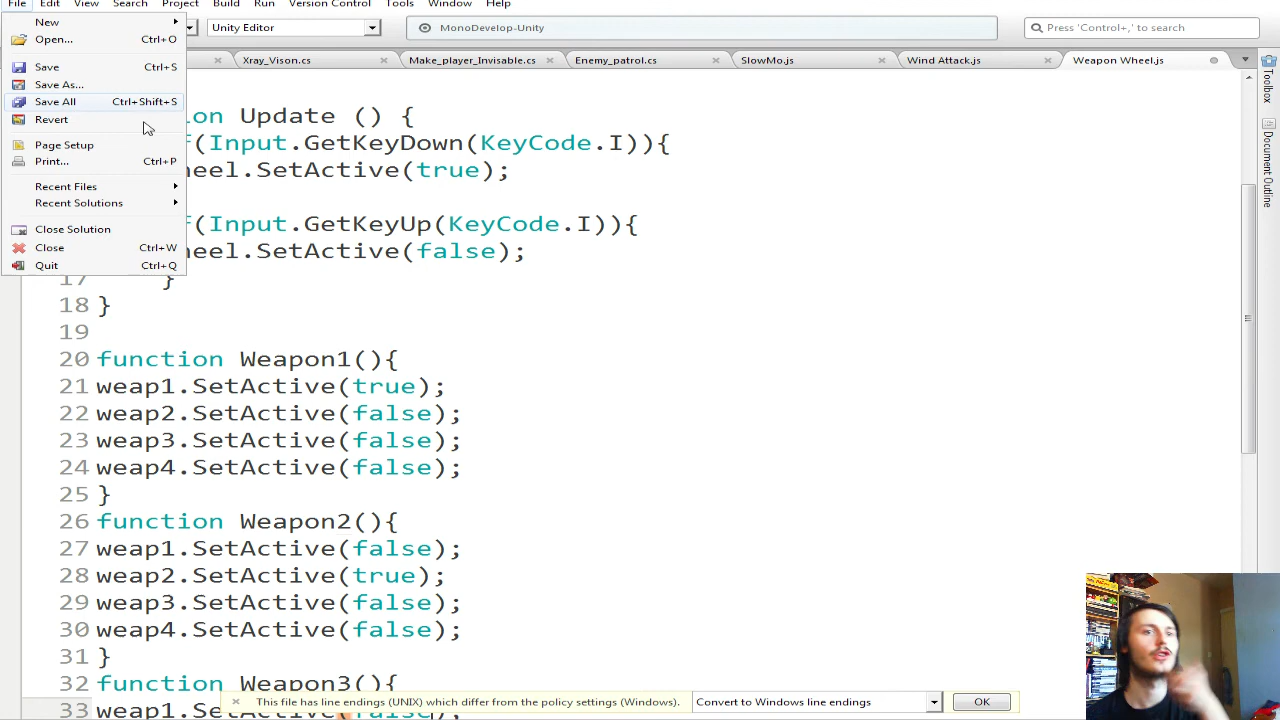 File Edit View Search Project Build Run Version Control Tools Window Help
New
Unity Editor
MonoDevelop-Unity
Press 'Control+,' to search
Open... Ctrl+O
Xray_Vison.cs
Make_player_Invisable.cs
Enemy_patrol.cs
SlowMo.js
Wind Attack.js
Weapon Wheel.js
Save Ctrl+S
Save As...
Save All Ctrl+Shift+S
Revert
Page Setup
Print... Ctrl+P
Recent Files
Recent Solutions
Close Solution
Close Ctrl+W
Quit Ctrl+Q
Toolbox
Document Outline
ion Update () {
f(Input.GetKeyDown(KeyCode.I)){
heel.SetActive(true);
f(Input.GetKeyUp(KeyCode.I)){
heel.SetActive(false);
17 }
18 }
19
20 function Weapon1(){
21 weap1.SetActive(true);
22 weap2.SetActive(false);
23 weap3.SetActive(false);
24 weap4.SetActive(false);
25 }
26 function Weapon2(){
27 weap1.SetActive(false);
28 weap2.SetActive(true);
29 weap3.SetActive(false);
30 weap4.SetActive(false);
31 }
32 function Weapon3(){
33 weap1.SetActive(false);
This file has line endings (UNIX) which differ from the policy settings (Windows).
Convert to Windows line endings
OK